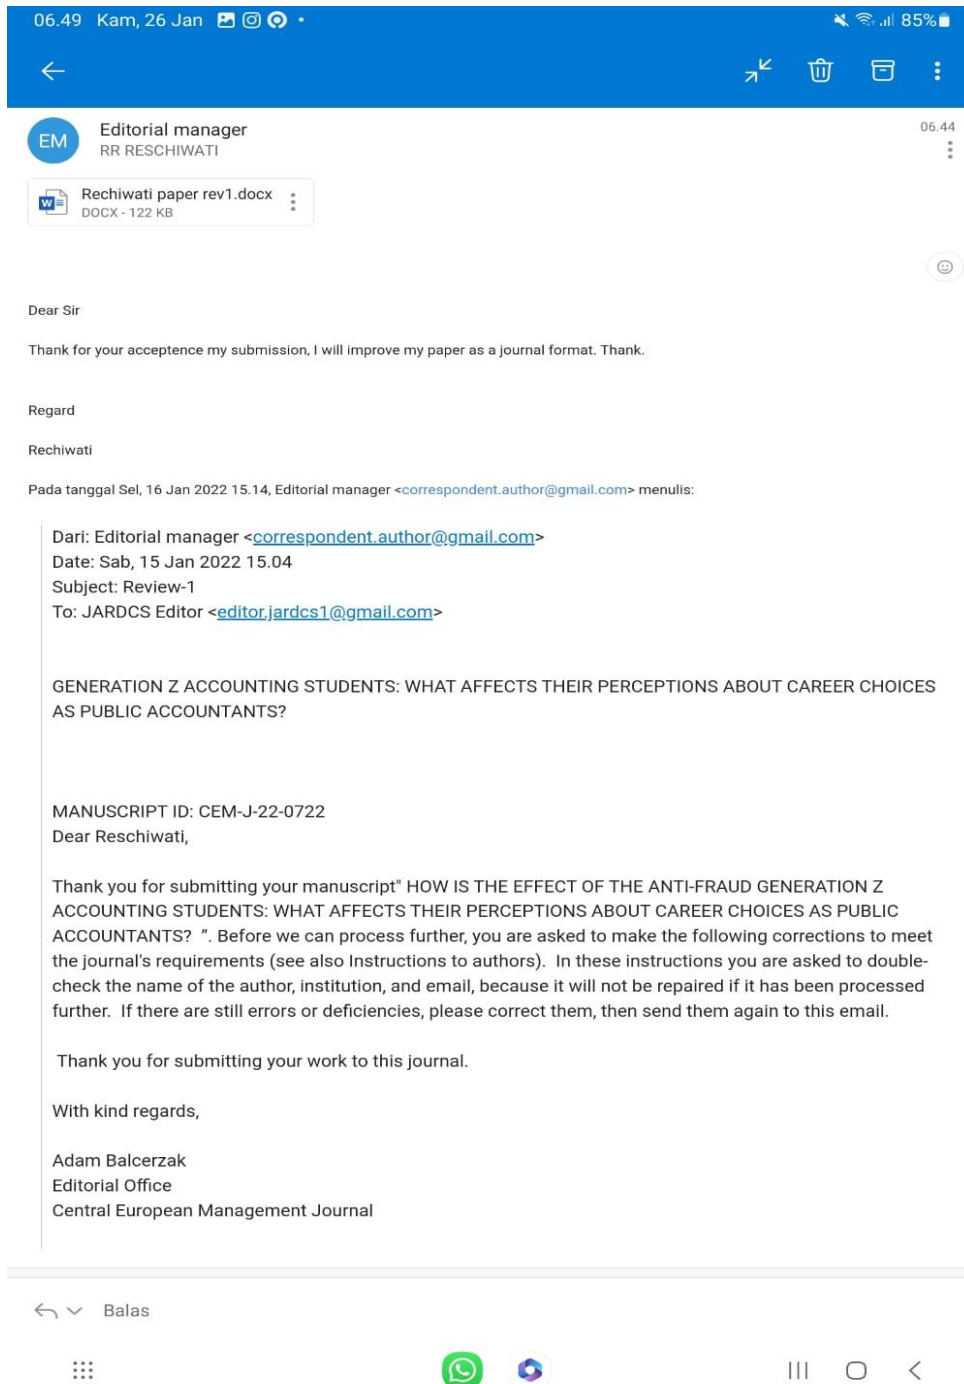 06.49 Kam, 26 Jan
85%
EM
Editorial manager
RR RESCHIWATI
06.44
Rechiwati paper rev1.docx
DOCX - 122 KB
Dear Sir
Thank for your acceptence my submission, I will improve my paper as a journal format. Thank.
Regard
Rechiwati
Pada tanggal Sel, 16 Jan 2022 15.14, Editorial manager <correspondent.author@gmail.com> menulis:
Dari: Editorial manager <correspondent.author@gmail.com>
Date: Sab, 15 Jan 2022 15.04
Subject: Review-1
To: JARDCS Editor <editor.jardcs1@gmail.com>
GENERATION Z ACCOUNTING STUDENTS: WHAT AFFECTS THEIR PERCEPTIONS ABOUT CAREER CHOICES
AS PUBLIC ACCOUNTANTS?
MANUSCRIPT ID: CEM-J-22-0722
Dear Reschiwati,
Thank you for submitting your manuscript" HOW IS THE EFFECT OF THE ANTI-FRAUD GENERATION Z
ACCOUNTING STUDENTS: WHAT AFFECTS THEIR PERCEPTIONS ABOUT CAREER CHOICES AS PUBLIC
ACCOUNTANTS? ”. Before we can process further, you are asked to make the following corrections to meet
the journal's requirements (see also Instructions to authors). In these instructions you are asked to double-
check the name of the author, institution, and email, because it will not be repaired if it has been processed
further. If there are still errors or deficiencies, please correct them, then send them again to this email.
Thank you for submitting your work to this journal.
With kind regards,
Adam Balcerzak
Editorial Office
Central European Management Journal
Balas